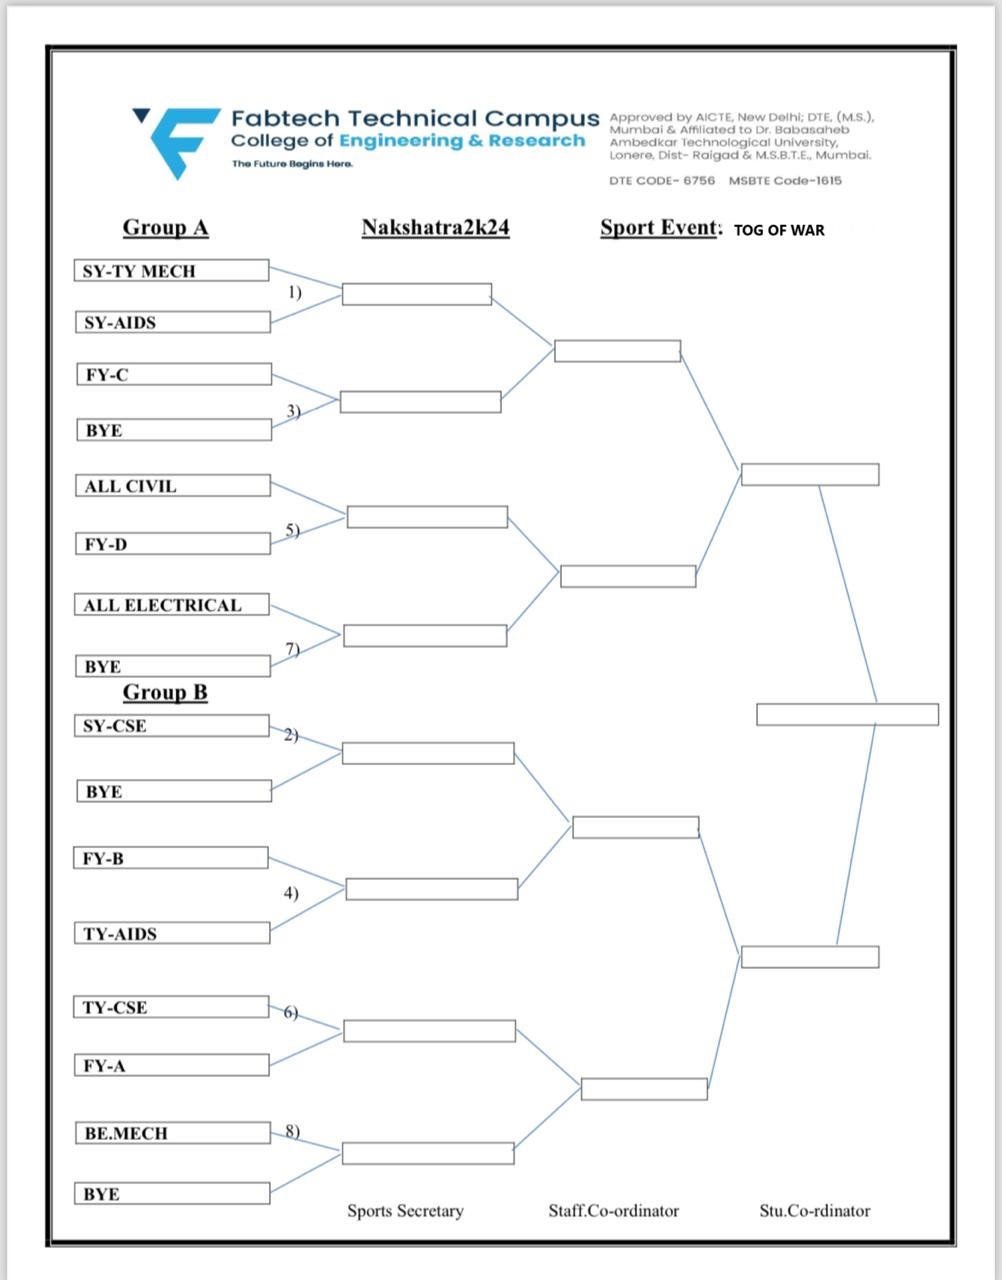 Fabtech Technical Campus
College of Engineering & Research
The Future Begins Here.
Approved by AICTE, New Delhi; DTE, (M.S.),
Mumbai & Affiliated to Dr. Babasaheb
Ambedkar Technological University,
Lonere, Dist- Raigad & M.S.B.T.E., Mumbai.
DTE CODE- 6756 MSBTE Code-1615
Group A Nakshatra2k24 Sport Event: TOG OF WAR
SY-TY MECH
1)
SY-AIDS
FY-C
3)
BYE
ALL CIVIL
5)
FY-D
ALL ELECTRICAL
7)
BYE
Group B
SY-CSE
2)
BYE
FY-B
4)
TY-AIDS
TY-CSE
6)
FY-A
BE.MECH
8)
BYE
Sports Secretary Staff.Co-ordinator Stu.Co-rdinator